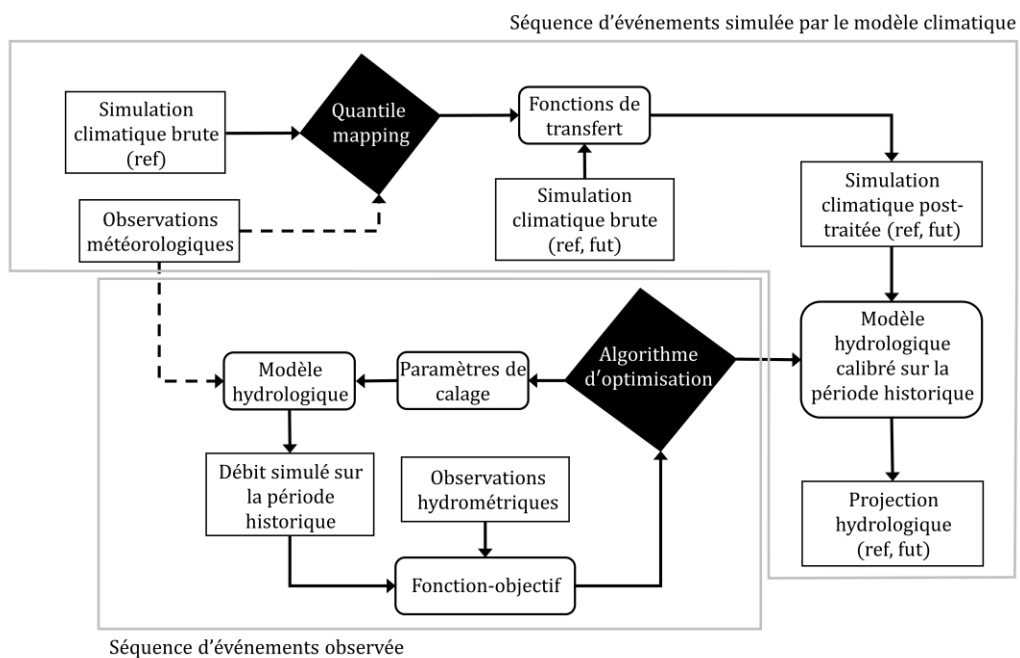 Séquence d’événements simulée par le modèle climatique
Simulation
climatique brute
(ref)
Quantile
mapping
Fonctions de
transfert
Simulation
climatique brute
(ref, fut)
Simulation
climatique post-
traitée (ref, fut)
Observations
météorologiques
Modèle
hydrologique
Paramètres de
calage
Algorithme
d’optimisation
Modèle
hydrologique
calibré sur la
période historique
Débit simulé sur
la période
historique
Observations
hydrométriques
Fonction-objectif
Projection
hydrologique
(ref, fut)
Séquence d’événements observée